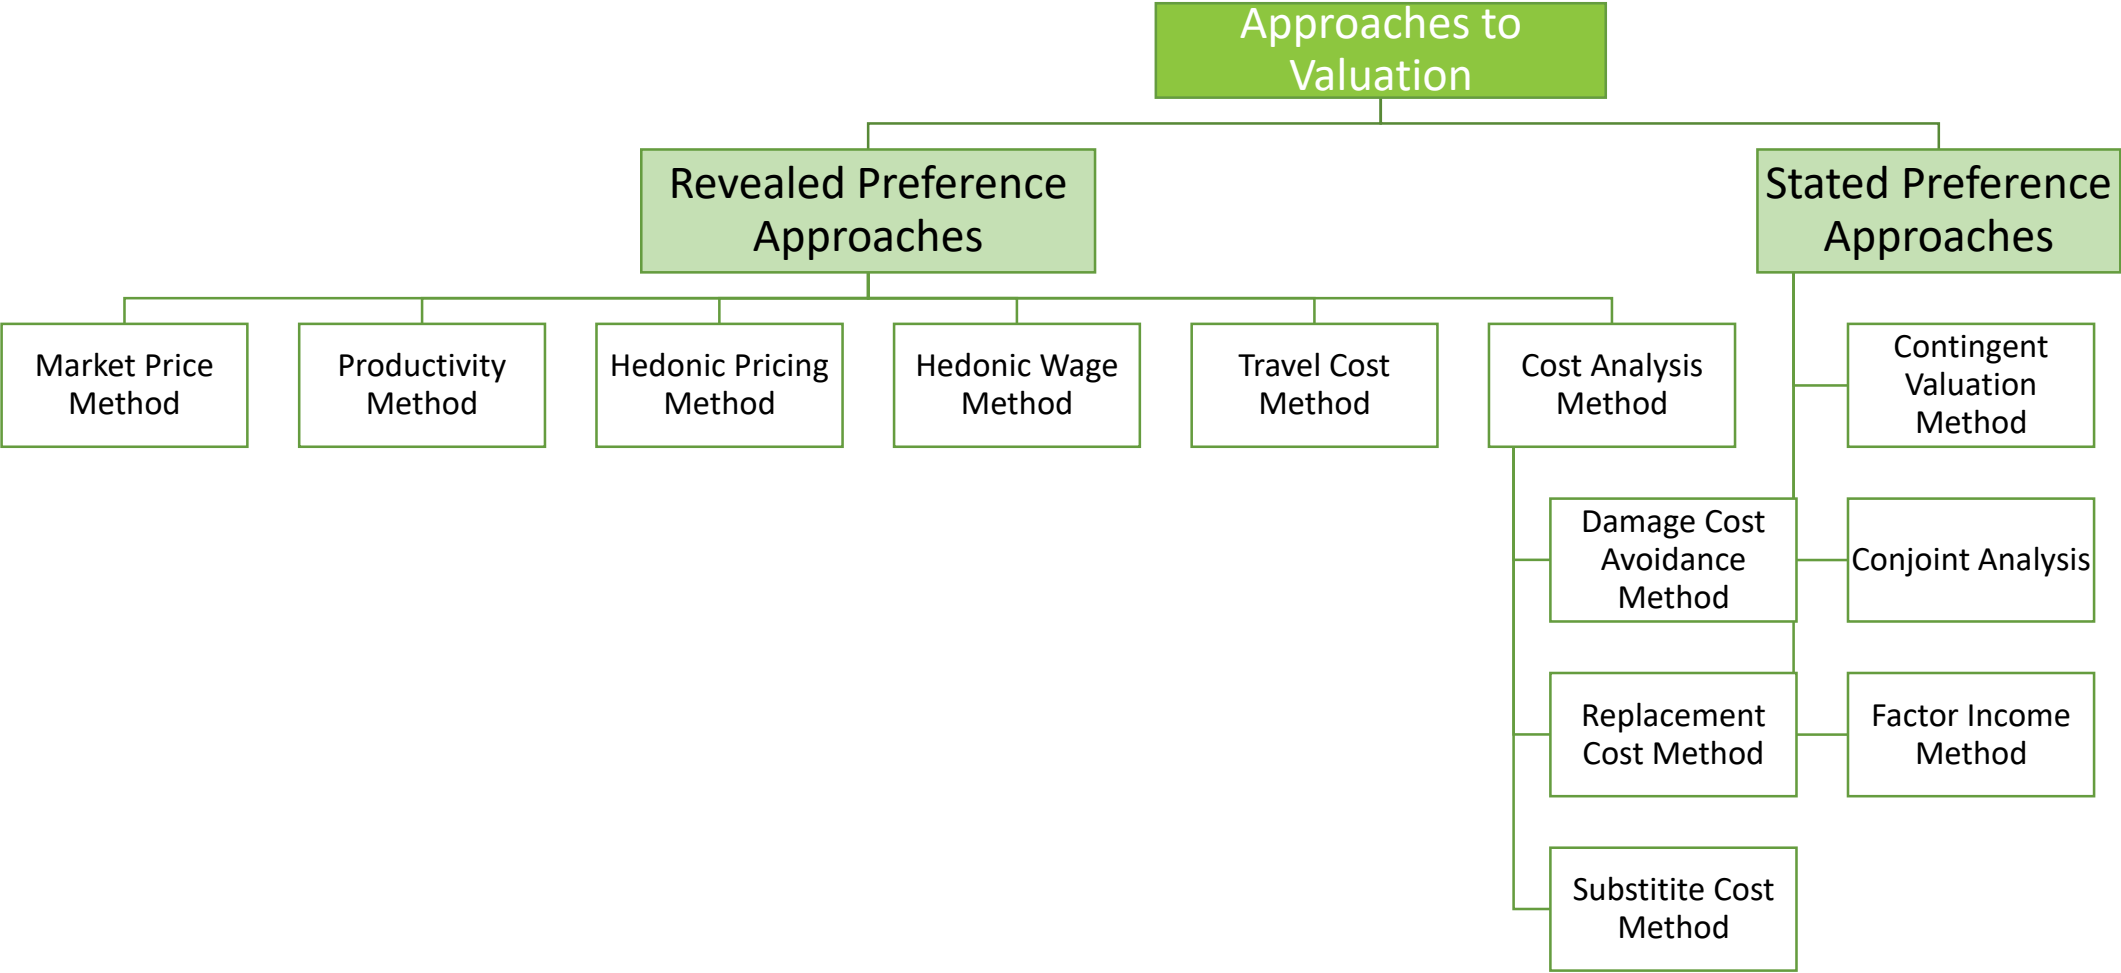 Approaches to
Valuation
Revealed Preference
Approaches
Stated Preference
Approaches
Market Price
Method
Productivity
Method
Hedonic Pricing
Method
Hedonic Wage
Method
Travel Cost
Method
Cost Analysis
Method
Contingent
Valuation
Method
Damage Cost
Avoidance
Method
Conjoint Analysis
Replacement
Cost Method
Factor Income
Method
Substitite Cost
Method